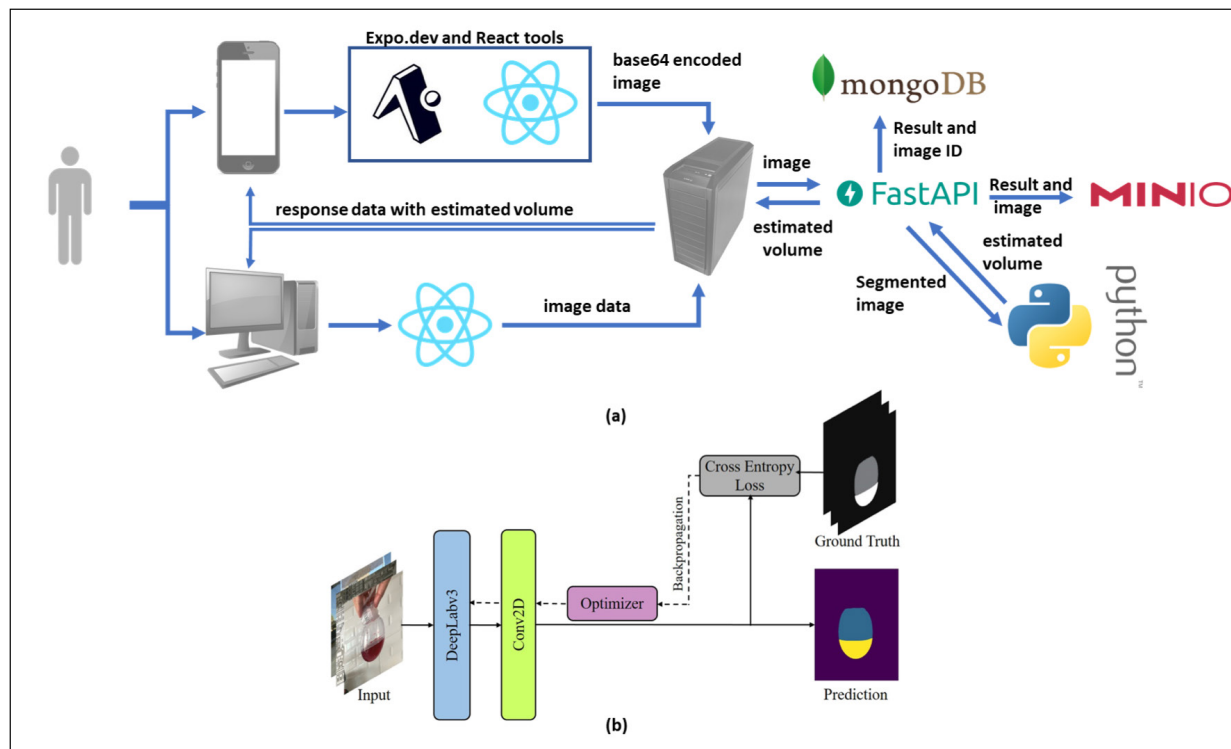 Expo.dev and React tools
base64 encoded
image
mongoDB
Result and
image ID
image
FastAPI
Result and
image
MINIO
response data with estimated volume
estimated
volume
estimated
volume
Segmented
image
python
TM
image data
(a)
Cross Entropy
Loss
Backpropagation
Ground Truth
DeepLabv3
Conv2D
Optimizer
Input
Prediction
(b)